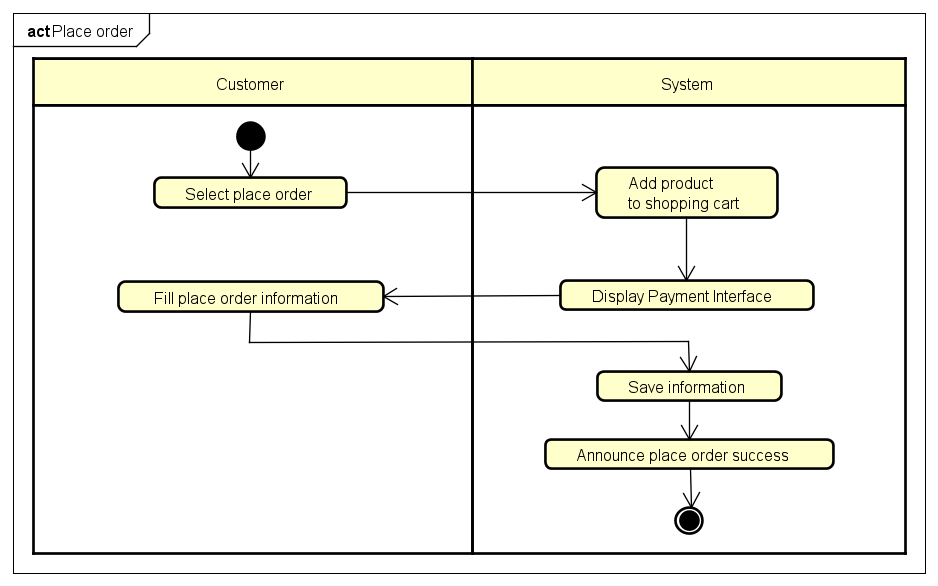 act Place order
Customer
System
Select place order
Add product
to shopping cart
Fill place order information
Display Payment Interface
Save information
Announce place order success